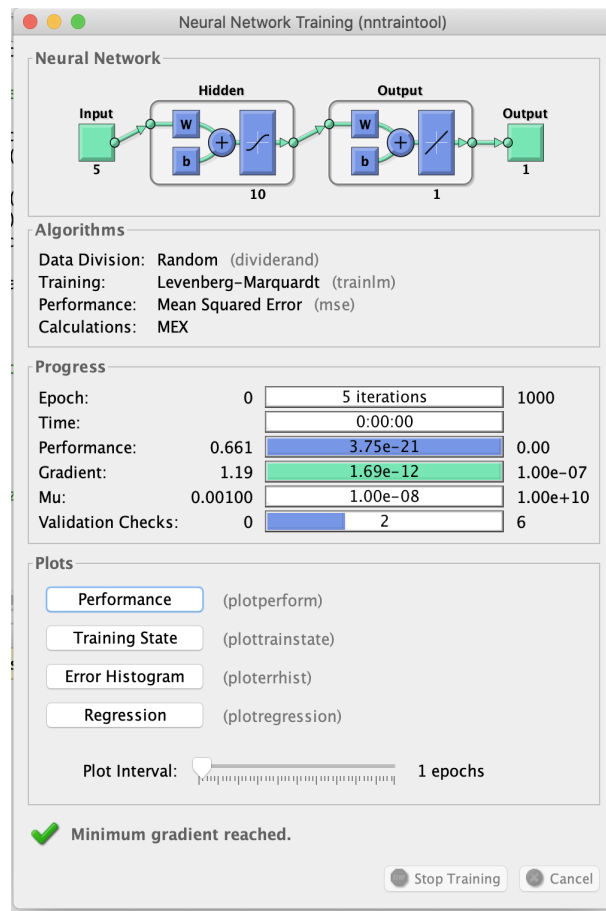 Neural Network Training (nntraintool)
Neural Network
Hidden Output
Input Output
W W
+ +
b b
5 1
10 1
Algorithms
Data Division: Random (dividerand)
Training: Levenberg-Marquardt (trainlm)
Performance: Mean Squared Error (mse)
Calculations: MEX
Progress
Epoch: 0 5 iterations 1000
Time: 0:00:00
Performance: 0.661 3.75e-21 0.00
Gradient: 1.19 1.69e-12 1.00e-07
Mu: 0.00100 1.00e-08 1.00e+10
Validation Checks: 0 2 6
Plots
Performance (plotperform)
Training State (plottrainstate)
Error Histogram (ploterrhist)
Regression (plotregression)
Plot Interval: 1 epochs
Minimum gradient reached.
Stop Training Cancel